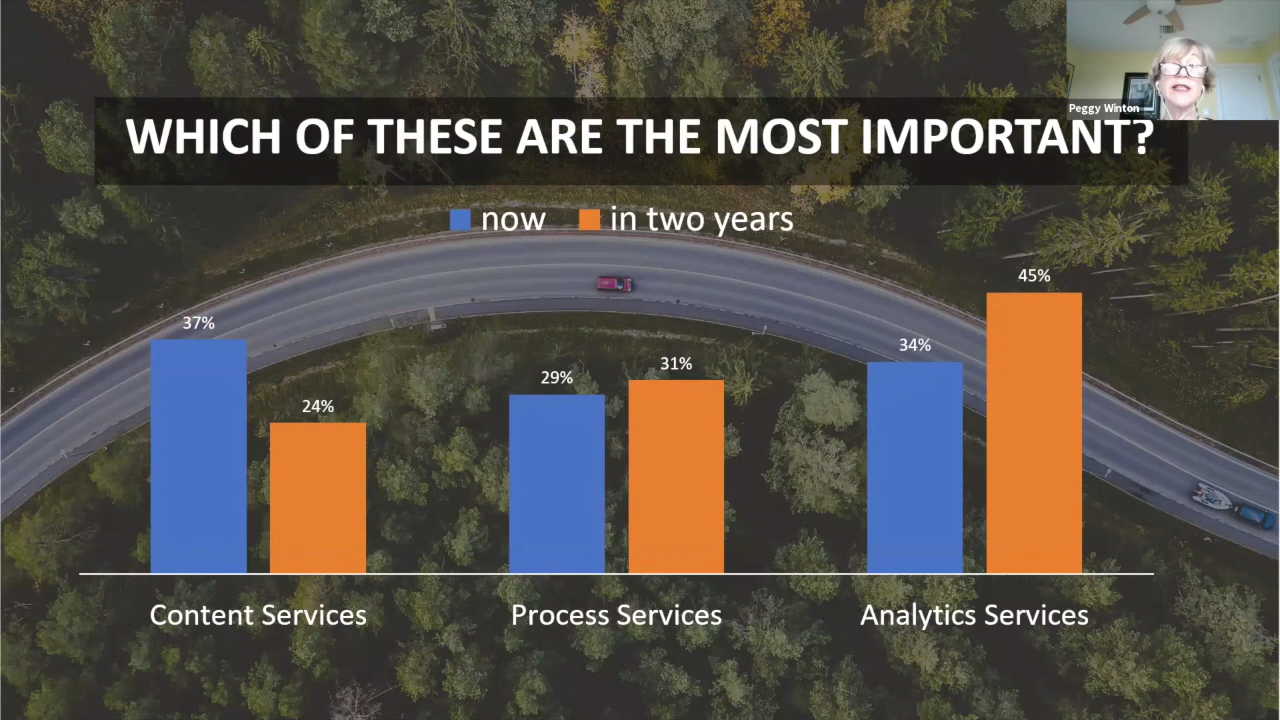 Peggy Winton
WHICH OF THESE ARE THE MOST IMPORTANT?
now in two years
37%
24%
29%
31%
34%
45%
Content Services
Process Services
Analytics Services